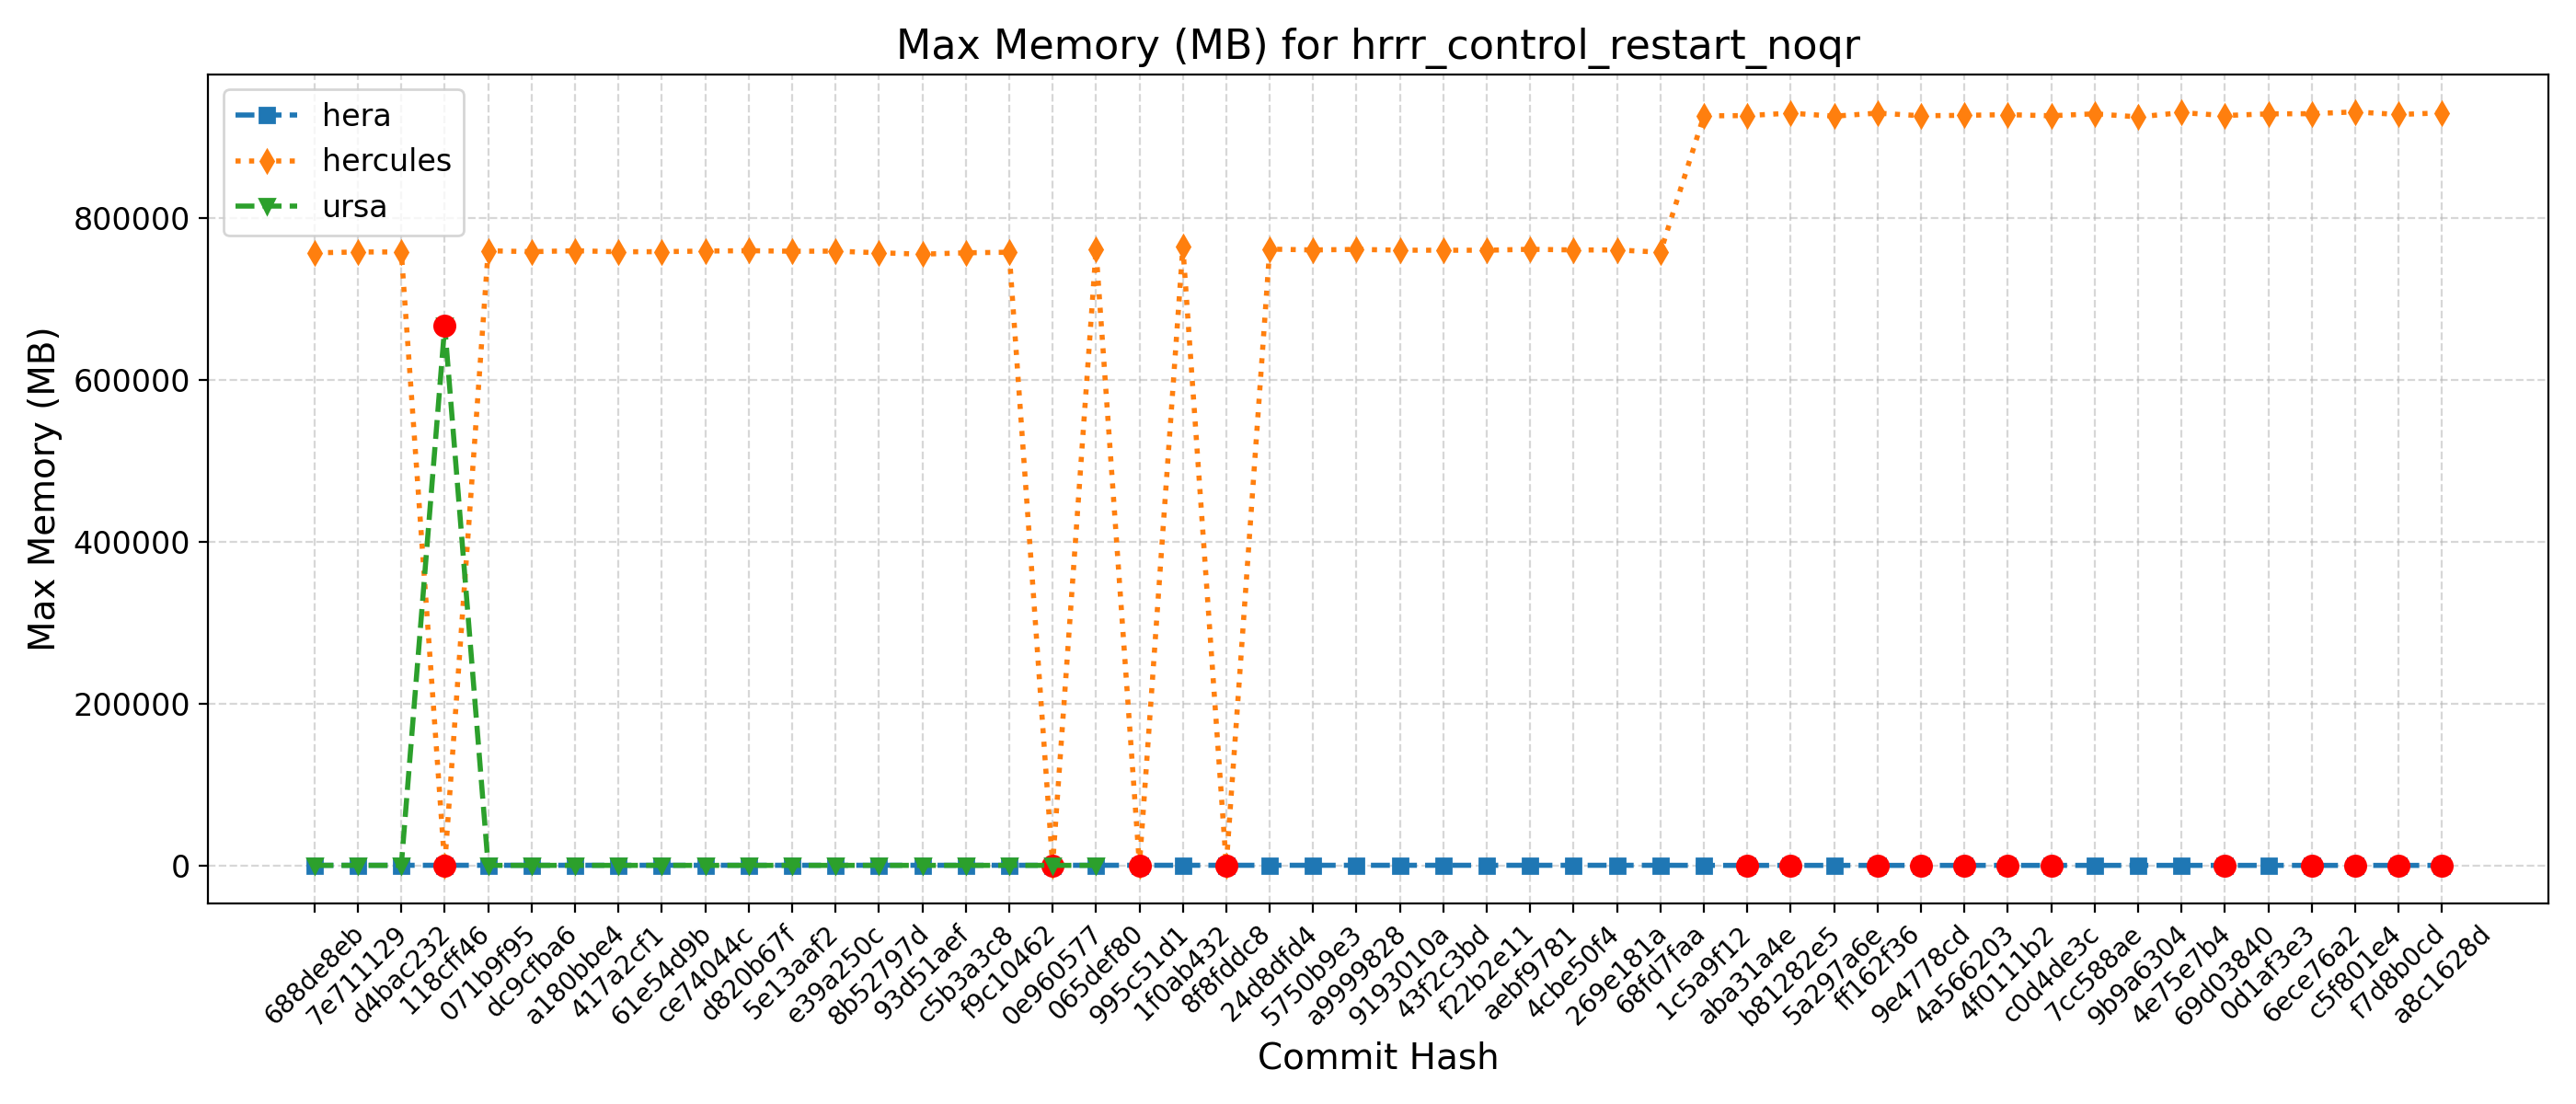 Max Memory (MB) for hrrr_control_restart_noqr
hera
hercules
ursa
Max Memory (MB)
800000
600000
400000
200000
0
688de8eb
7e711129
d4bac232
118cff46
071b9f95
dc9cfba6
a180bbe4
417a2cf1
61e54d9b
ce74044c
d820b67f
5e13aaf2
e39a250c
8b52797d
93d51aef
c5b3a3c8
f9c10462
0e960577
065def80
995c51d1
1f0ab432
8f8fddc8
24d8dfd4
5750b9e3
a9999828
9193010a
43f2c3bd
f22b2e11
aebf9781
4cbe50f4
269e181a
68fd7faa
1c5a9f12
aba31a4e
b81282e5
5a297a6e
ff162f36
9e4778cd
4a566203
4f0111b2
c0d4de3c
7cc588ae
9b9a6304
4e75e7b4
69d03840
0d1af3e3
6ece76a2
c5f801e4
f7d8b0cd
a8c1628d
Commit Hash